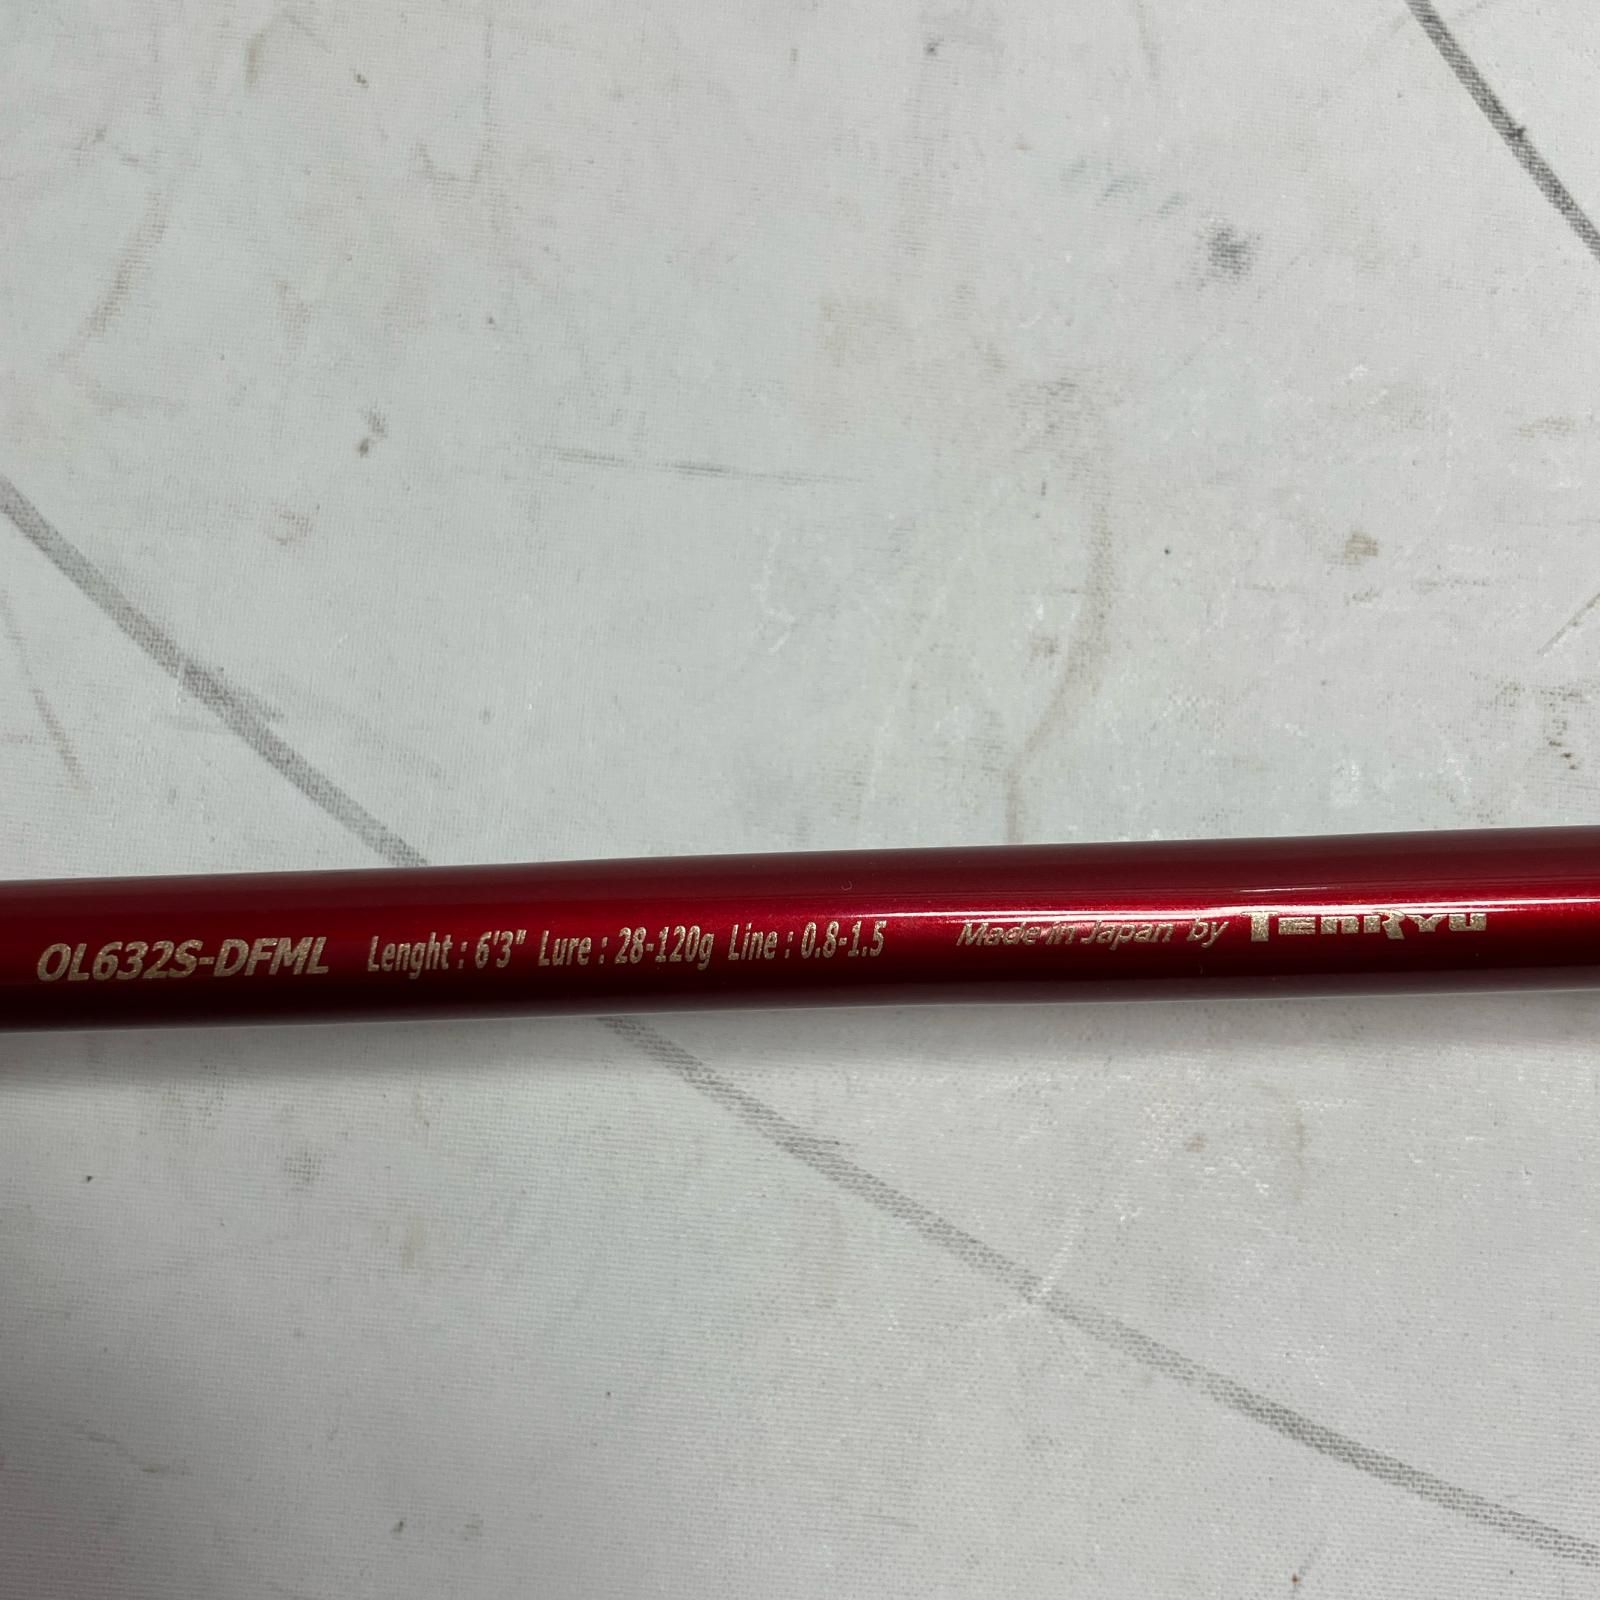 OL632S-DFML Lenght : 6'3" Lure : 28-120g Line : 0.8-1.5 Made in Japan by TENRYU